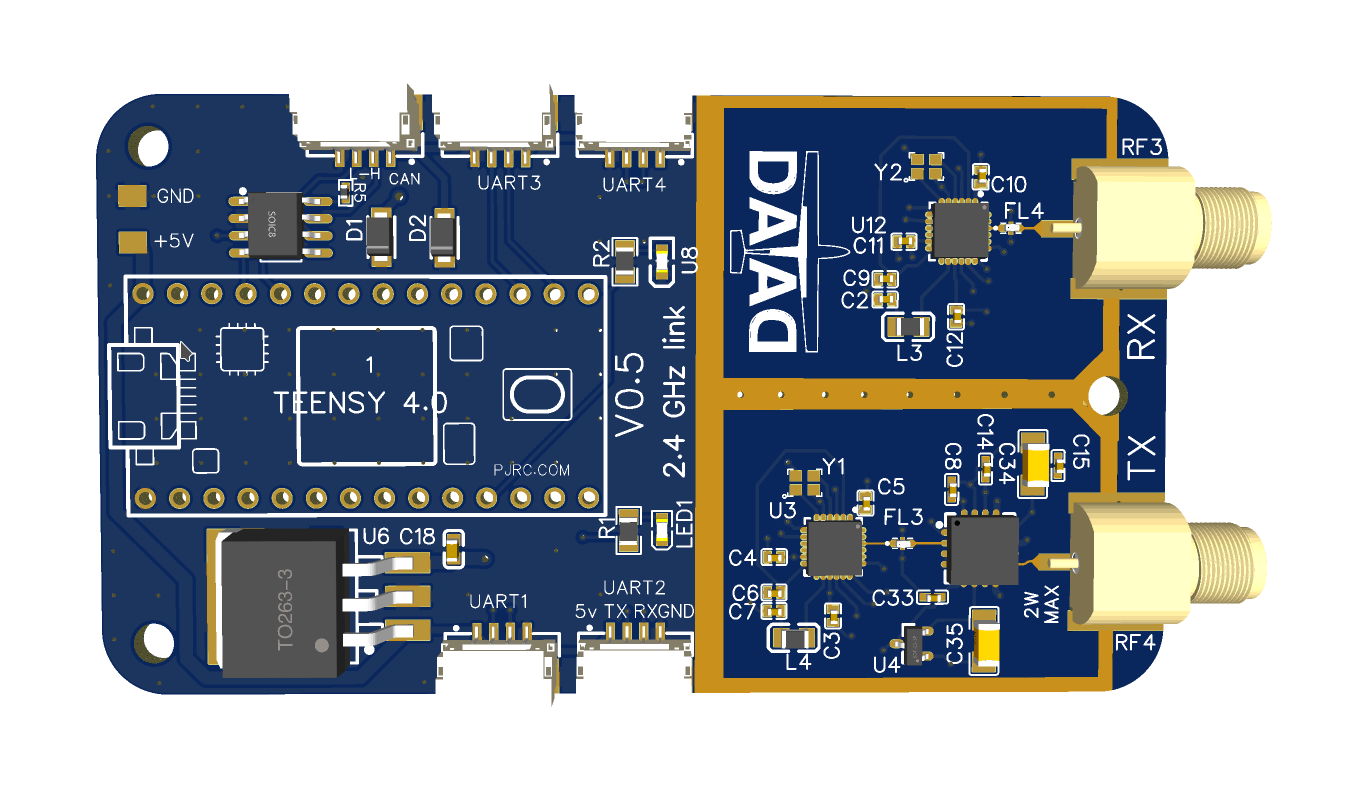 GND
+5V
SOIC8
R5
H
L
CAN
D1
D2
UART3
UART4
R2
U8
1
TEENSY 4.0
PJRC.COM
V0.5
2.4 GHz link
R1
LED1
U6
C18
TO263-3
UART1
UART2
5v TX RXGND
DAAD
Y2
C10
FL4
U12
C11
C9
C2
L3
C12
RF3
RX
TX
Y1
U3
C5
FL3
C4
C6
C7
L4
C3
C8
C14
C34
C15
C33
U4
C35
2W
MAX
RF4